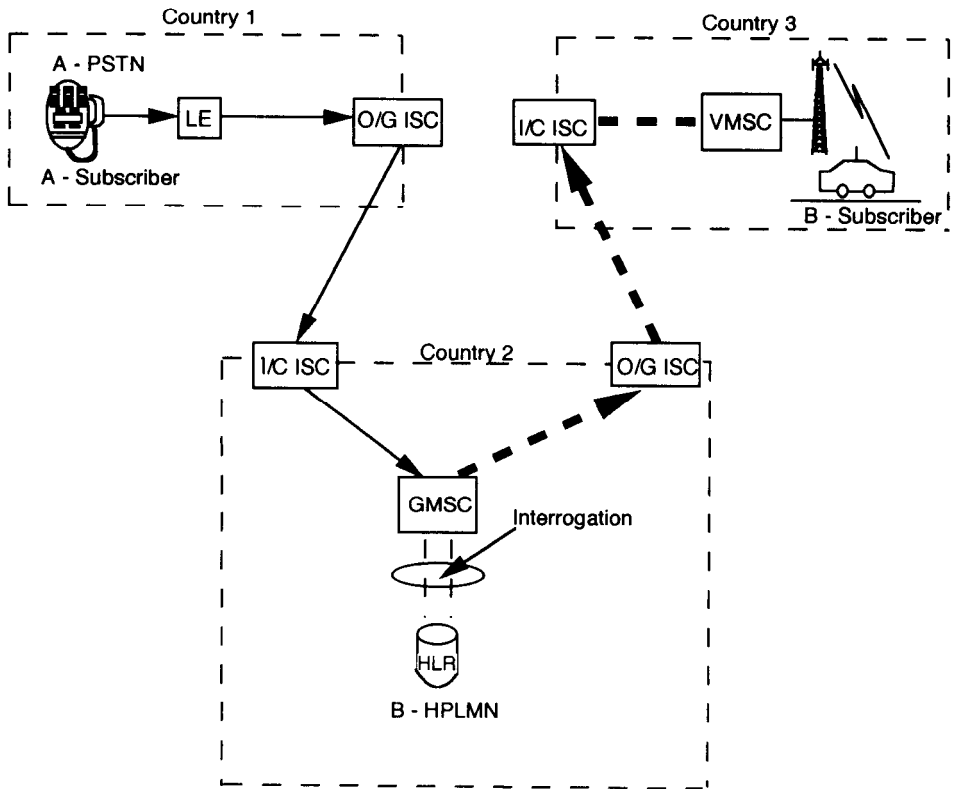 Country 1
Country 3
A - PSTN
LE
O/G ISC
A - Subscriber
I/C ISC
VMSC
B - Subscriber
I/C ISC
Country 2
O/G ISC
GMSC
Interrogation
HLR
B - HPLMN